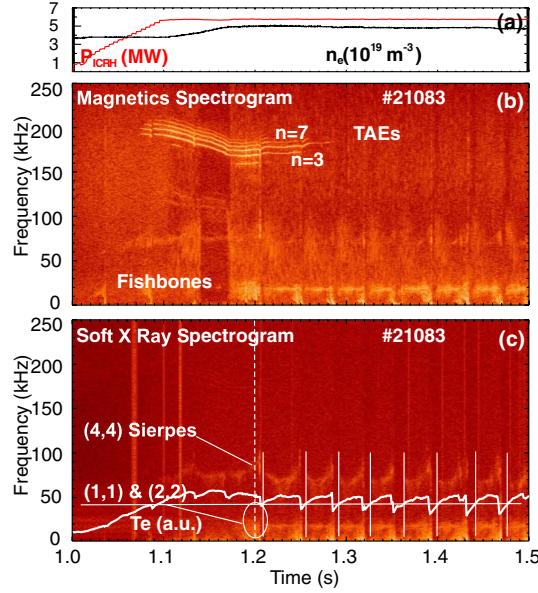 7
5
3
1
(a)
P_ICRH (MW)
n_e(10^19 m^-3)
250
200
150
100
50
0
Frequency (kHz)
Magnetics Spectrogram #21083 (b)
n=7 TAEs
n=3
Fishbones
250
200
150
100
50
0
Frequency (kHz)
Soft X Ray Spectrogram #21083 (c)
(4,4) Sierpes
(1,1) & (2,2)
Te (a.u.)
1.0 1.1 1.2 1.3 1.4 1.5
Time (s)